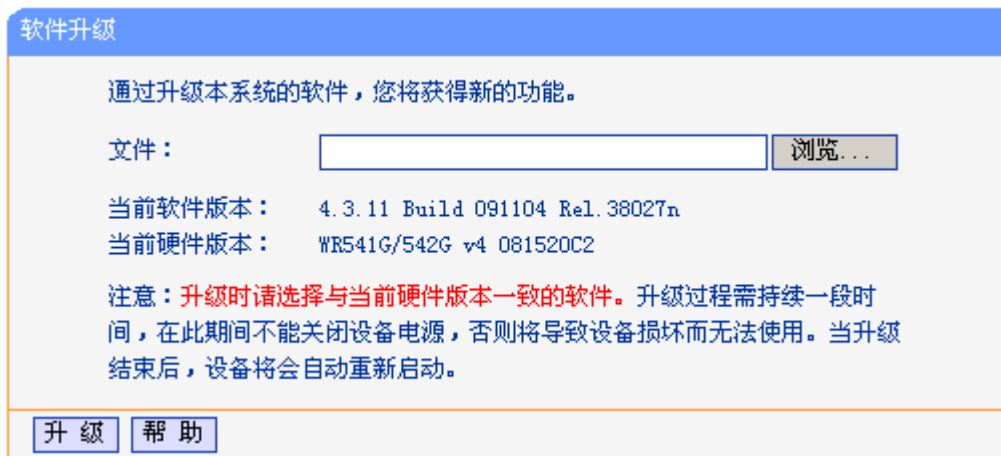 软件升级
通过升级本系统的软件，您将获得新的功能。
文件： 浏览...
当前软件版本： 4.3.11 Build 091104 Rel.38027n
当前硬件版本： WR541G/542G v4 081520C2
注意：升级时请选择与当前硬件版本一致的软件。升级过程需持续一段时
间，在此期间不能关闭设备电源，否则将导致设备损坏而无法使用。当升级
结束后，设备将会自动重新启动。
升 级 帮 助